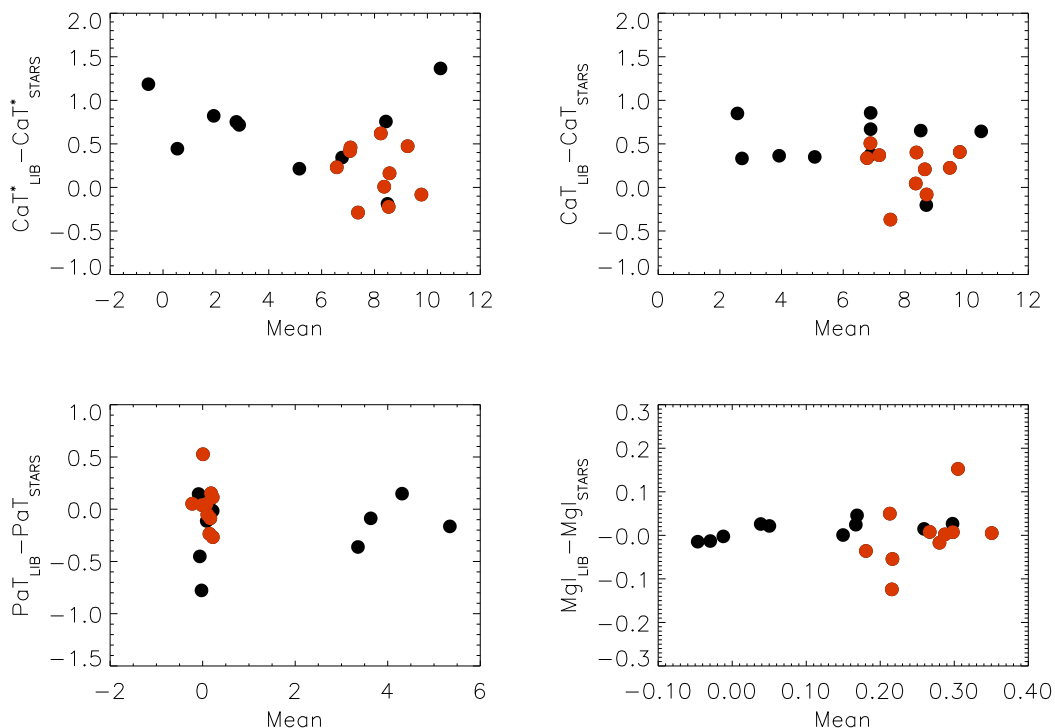 2.0
1.5
1.0
0.5
0.0
−0.5
−1.0
CaT*LIB−CaT*STARS
−2 0 2 4 6 8 10 12
Mean
2.0
1.5
1.0
0.5
0.0
−0.5
−1.0
CaTLIB−CaTSTARS
0 2 4 6 8 10 12
Mean
1.0
0.5
0.0
−0.5
−1.0
−1.5
PaTLIB−PaTSTARS
−2 0 2 4 6
Mean
0.3
0.2
0.1
−0.0
−0.1
−0.2
−0.3
MgILIB−MgISTARS
−0.10 0.00 0.10 0.20 0.30 0.40
Mean